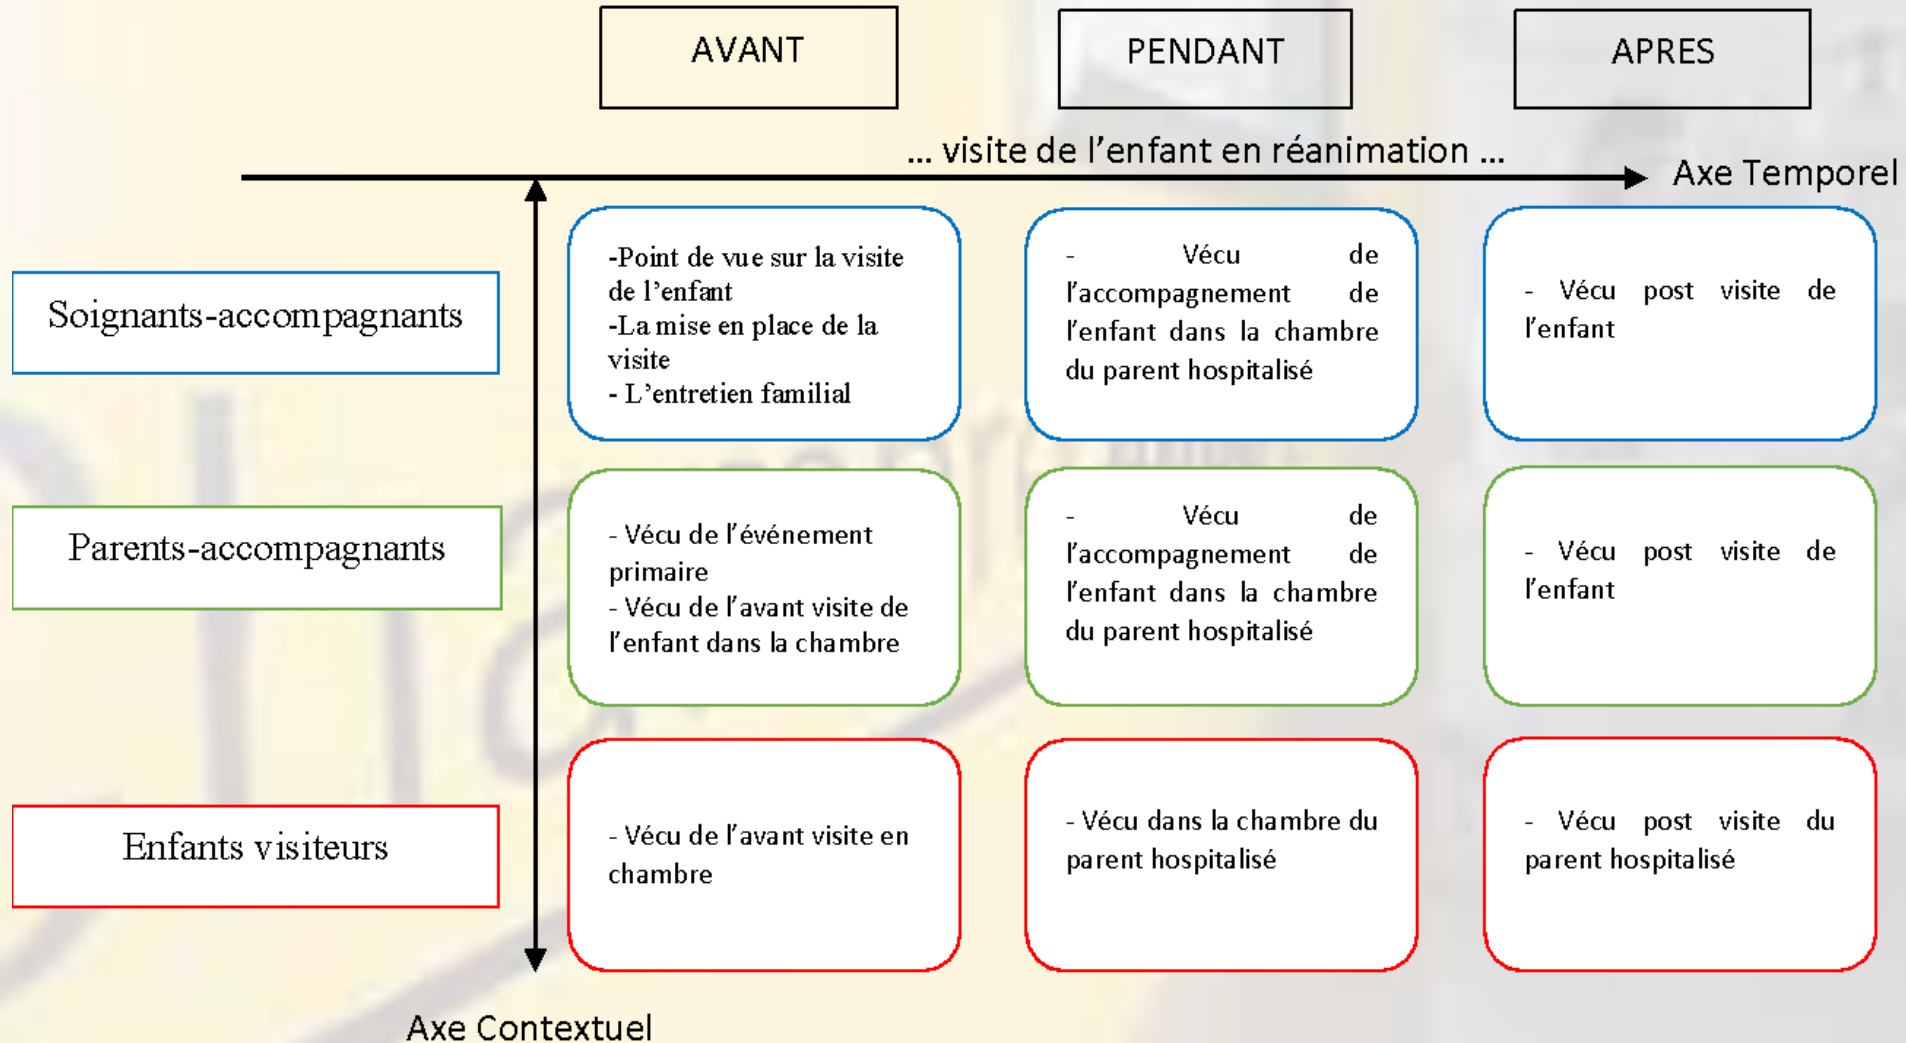 AVANT
PENDANT
APRES
... visite de l'enfant en réanimation ...
Axe Temporel
Soignants-accompagnants
-Point de vue sur la visite
de l'enfant
-La mise en place de la
visite
- L'entretien familial
- Vécu de
l'accompagnement de
l'enfant dans la chambre
du parent hospitalisé
- Vécu post visite de
l'enfant
Parents-accompagnants
- Vécu de l'événement
primaire
- Vécu de l'avant visite de
l'enfant dans la chambre
- Vécu de
l'accompagnement de
l'enfant dans la chambre
du parent hospitalisé
- Vécu post visite de
l'enfant
Enfants visiteurs
- Vécu de l'avant visite en
chambre
- Vécu dans la chambre du
parent hospitalisé
- Vécu post visite du
parent hospitalisé
Axe Contextuel